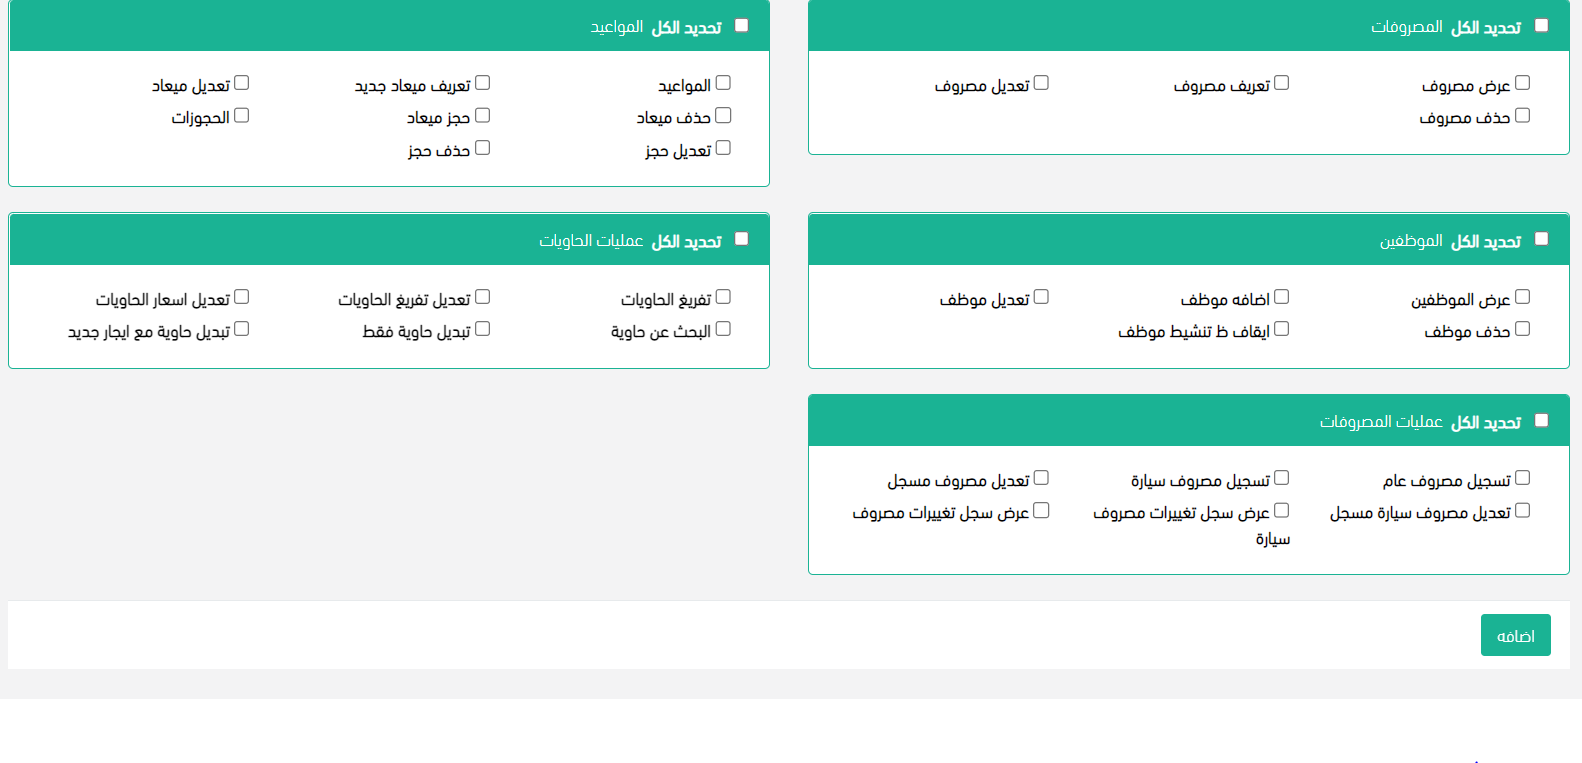 تحديد الكل المصروفات
عرض مصروف تعريف مصروف تعديل مصروف
حذف مصروف
تحديد الكل المواعيد
المواعيد تعريف ميعاد جديد تعديل ميعاد
حذف ميعاد حجز ميعاد الحجوزات
تعديل حجز حذف حجز
تحديد الكل الموظفين
عرض الموظفين اضافه موظف تعديل موظف
حذف موظف ايقاف ظ تنشيط موظف
تحديد الكل عمليات الحاويات
تفريغ الحاويات تعديل تفريغ الحاويات تعديل اسعار الحاويات
البحث عن حاوية تبديل حاوية فقط تبديل حاوية مع ايجار جديد
تحديد الكل عمليات المصروفات
تسجيل مصروف عام تسجيل مصروف سيارة تعديل مصروف مسجل
تعديل مصروف سيارة مسجل عرض سجل تغييرات مصروف عرض سجل تغييرات مصروف
سيارة
اضافه